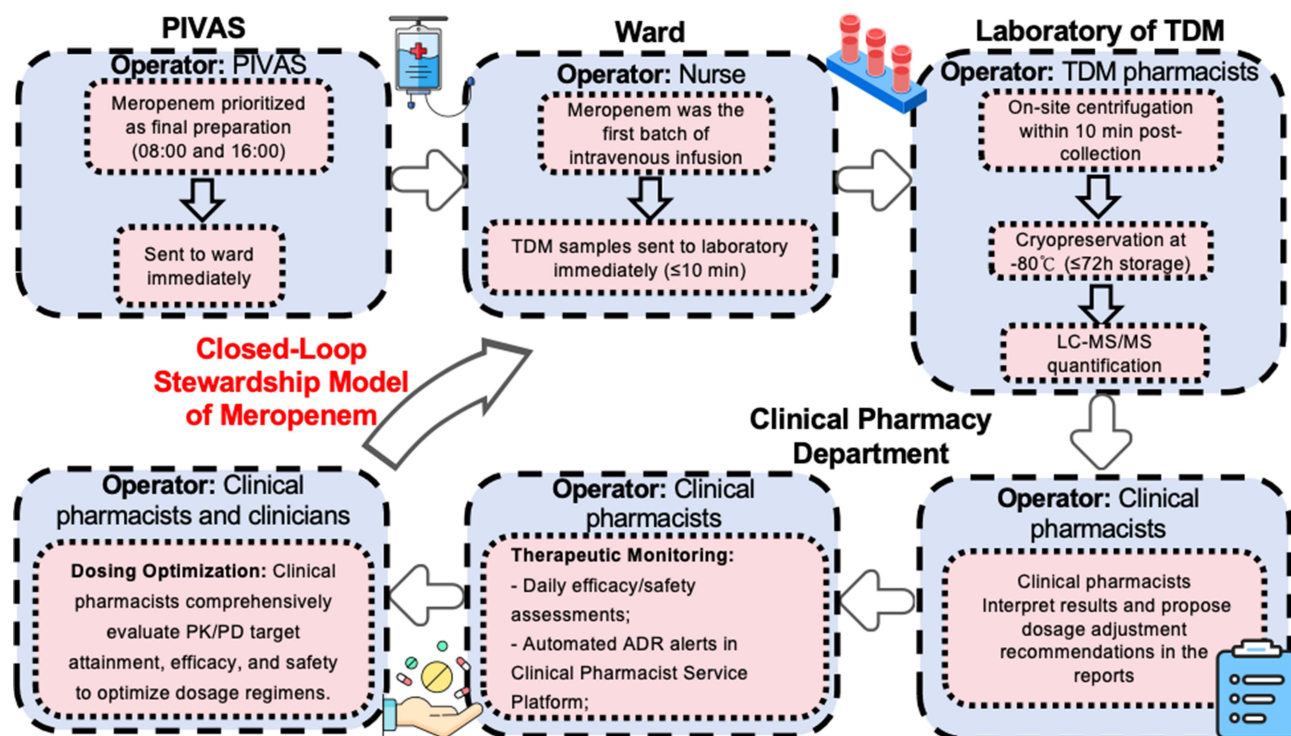 PIVAS
Operator: PIVAS
Meropenem prioritized
as final preparation
(08:00 and 16:00)
Sent to ward
immediately
Ward
Operator: Nurse
Meropenem was the
first batch of
intravenous infusion
TDM samples sent to laboratory
immediately (≤10 min)
Laboratory of TDM
Operator: TDM pharmacists
On-site centrifugation
within 10 min post-
collection
Cryopreservation at
-80℃ (≤72h storage)
LC-MS/MS
quantification
Closed-Loop
Stewardship Model
of Meropenem
Clinical Pharmacy
Department
Operator: Clinical
pharmacists
Clinical pharmacists
Interpret results and propose
dosage adjustment
recommendations in the
reports
Operator: Clinical
pharmacists
Therapeutic Monitoring:
- Daily efficacy/safety
assessments;
- Automated ADR alerts in
Clinical Pharmacist Service
Platform;
Operator: Clinical
pharmacists and clinicians
Dosing Optimization: Clinical
pharmacists comprehensively
evaluate PK/PD target
attainment, efficacy, and safety
to optimize dosage regimens.